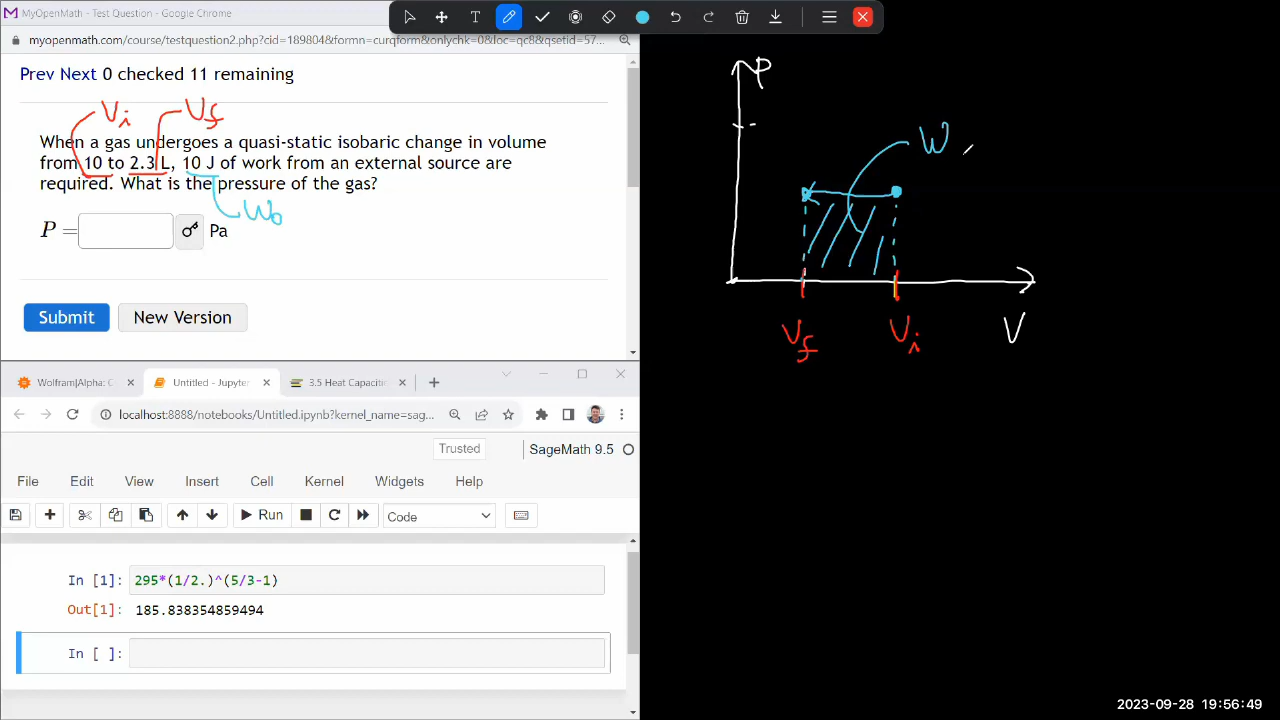 MyOpenMath - Test Question - Google Chrome
myopenmath.com/course/testquestion2.php?cid=189804&formn=curqform&onlychk=0&loc=qc8&qsetid=57...
Prev Next 0 checked 11 remaining
Vi
Vf
When a gas undergoes a quasi-static isobaric change in volume
from 10 to 2.3 L, 10 J of work from an external source are
required. What is the pressure of the gas?
W₀
P =
Pa
Submit
New Version
Wolfram|Alpha: C
Untitled - Jupyter
3.5 Heat Capaciti
localhost:8888/notebooks/Untitled.ipynb?kernel_name=sag...
Trusted
SageMath 9.5
File Edit View Insert Cell Kernel Widgets Help
Run
Code
In [1]: 295*(1/2.)^(5/3-1)
Out[1]: 185.838354859494
In [ ]:
T
P
W
Vf
Vi
V
2023-09-28 19:56:49